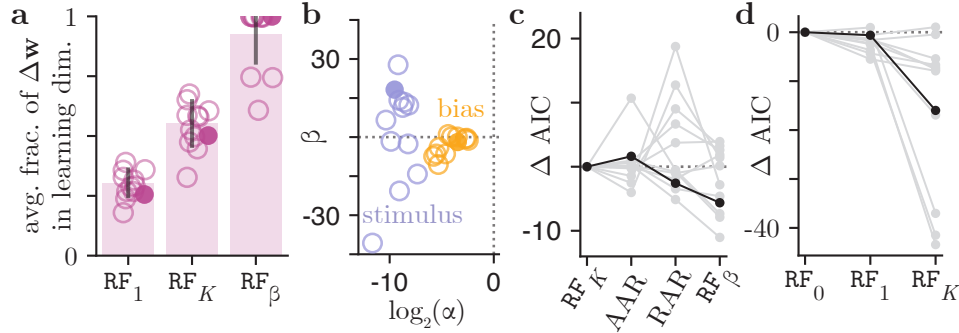 a
avg. frac. of Δw
in learning dim.
1
0
RF1
RFK
RFβ
b
β
30
-30
bias
stimulus
-10
0
log2(α)
c
Δ AIC
20
-10
RFK
AAR
RAR
RFβ
d
Δ AIC
0
-40
RF0
RF1
RFK